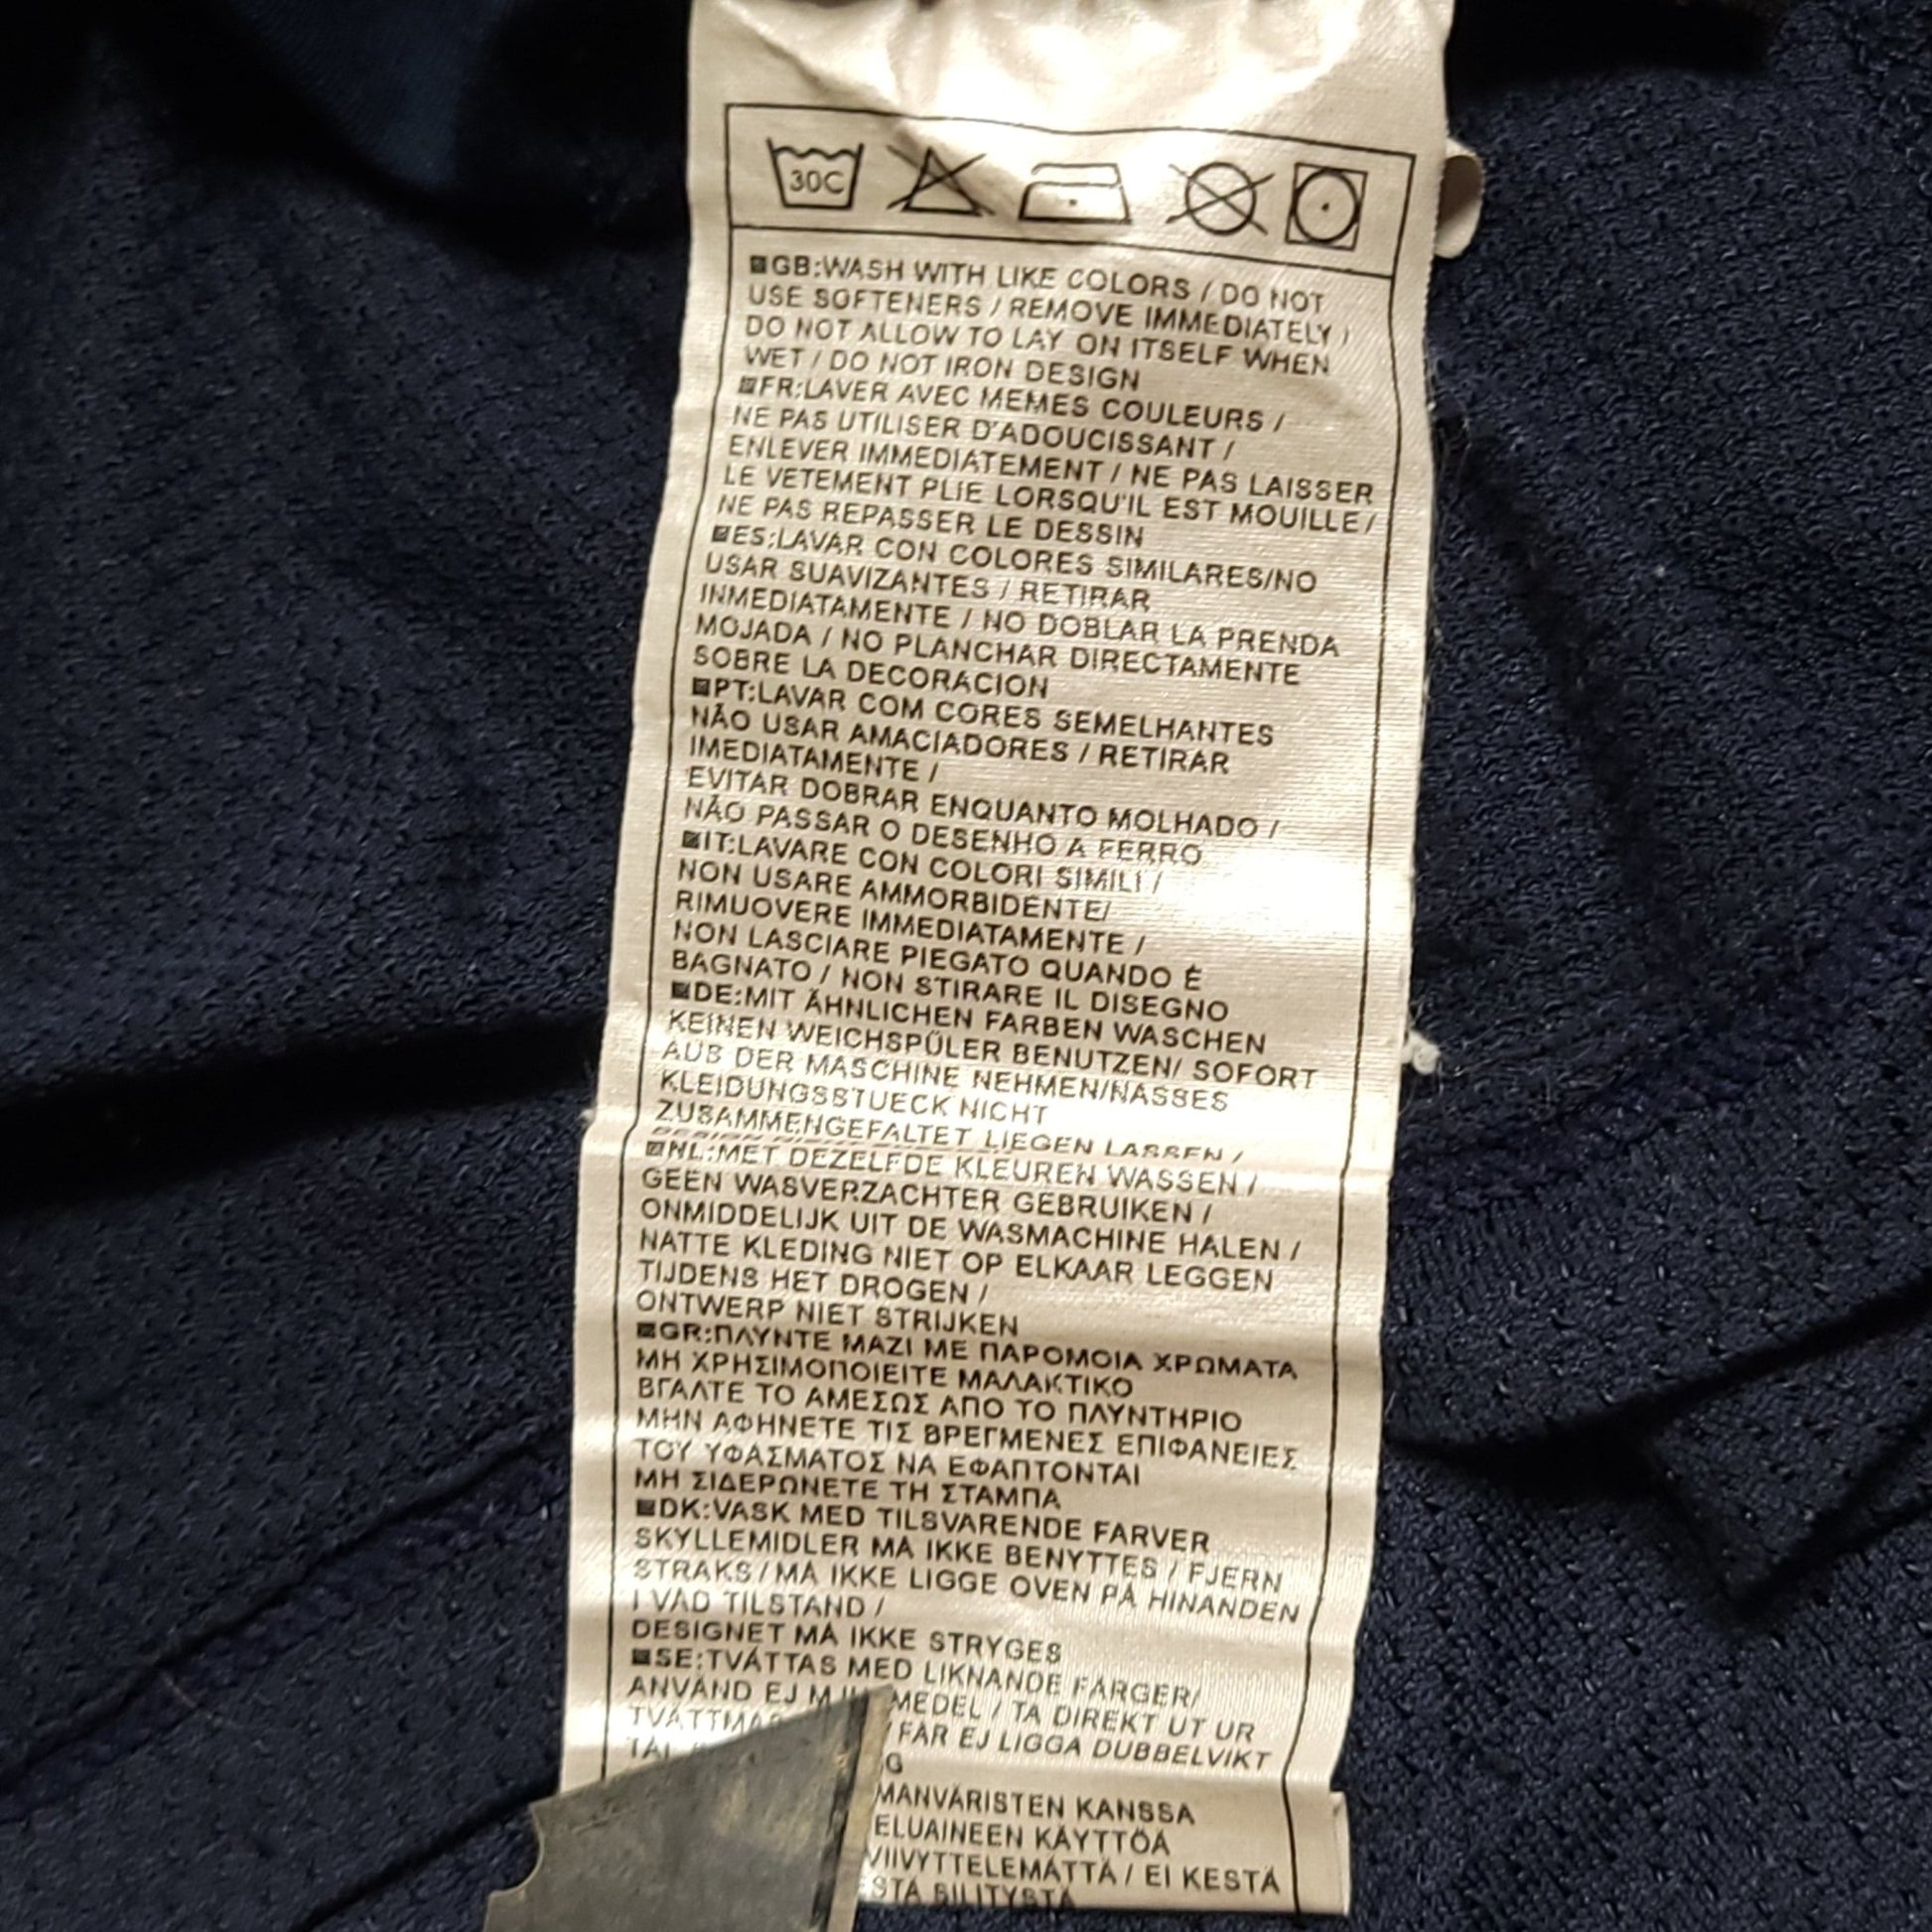 30C
GB:WASH WITH LIKE COLORS / DO NOT
USE SOFTENERS / REMOVE IMMEDIATELY /
DO NOT ALLOW TO LAY ON ITSELF WHEN
WET / DO NOT IRON DESIGN
FR:LAVER AVEC MEMES COULEURS /
NE PAS UTILISER D'ADOUCISSANT /
ENLEVER IMMEDIATEMENT / NE PAS LAISSER
LE VETEMENT PLIE LORSQU'IL EST MOUILLE /
NE PAS REPASSER LE DESSIN
ES:LAVAR CON COLORES SIMILARES/NO
USAR SUAVIZANTES / RETIRAR
INMEDIATAMENTE / NO DOBLAR LA PRENDA
MOJADA / NO PLANCHAR DIRECTAMENTE
SOBRE LA DECORACION
PT:LAVAR COM CORES SEMELHANTES
NÃO USAR AMACIADORES / RETIRAR
IMEDIATAMENTE /
EVITAR DOBRAR ENQUANTO MOLHADO /
NÃO PASSAR O DESENHO A FERRO
IT:LAVARE CON COLORI SIMILI /
NON USARE AMMORBIDENTE/
RIMUOVERE IMMEDIATAMENTE /
NON LASCIARE PIEGATO QUANDO É
BAGNATO / NON STIRARE IL DISEGNO
DE:MIT ÄHNLICHEN FARBEN WASCHEN
KEINEN WEICHSPÜLER BENUTZEN/ SOFORT
AUS DER MASCHINE NEHMEN/NASSES
KLEIDUNGSSTUECK NICHT
ZUSAMMENGEFALTET LIEGEN LASSEN /
NL:MET DEZELFDE KLEUREN WASSEN /
GEEN WASVERZACHTER GEBRUIKEN /
ONMIDDELIJK UIT DE WASMACHINE HALEN /
NATTE KLEDING NIET OP ELKAAR LEGGEN
TIJDENS HET DROGEN /
ONTWERP NIET STRIJKEN
GR:ΠΛΥΝΤΕ ΜΑΖΙ ΜΕ ΠΑΡΟΜΟΙΑ ΧΡΩΜΑΤΑ
ΜΗ ΧΡΗΣΙΜΟΠΟΙΕΙΤΕ ΜΑΛΑΚΤΙΚΟ
ΒΓΑΛΤΕ ΤΟ ΑΜΕΣΩΣ ΑΠΟ ΤΟ ΠΛΥΝΤΗΡΙΟ
ΜΗΝ ΑΦΗΝΕΤΕ ΤΙΣ ΒΡΕΓΜΕΝΕΣ ΕΠΙΦΑΝΕΙΕΣ
ΤΟΥ ΥΦΑΣΜΑΤΟΣ ΝΑ ΕΦΑΠΤΟΝΤΑΙ
ΜΗ ΣΙΔΕΡΩΝΕΤΕ ΤΗ ΣΤΑΜΠΑ
DK:VASK MED TILSVARENDE FARVER
SKYLLEMIDLER MÅ IKKE BENYTTES / FJERN
STRAKS / MÅ IKKE LIGGE OVEN PÅ HINANDEN
I VÅD TILSTAND /
DESIGNET MÅ IKKE STRYGES
SE:TVÄTTAS MED LIKNANDE FÄRGER/
ANVÄND EJ MEDEL / TA DIREKT UT UR
/ FÅR EJ LIGGA DUBBELVIKT
MANVÄRISTEN KANSSA
ELUAINEEN KÄYTTÖÄ
VIIVYTTELEMÄTTÄ / EI KESTÄ